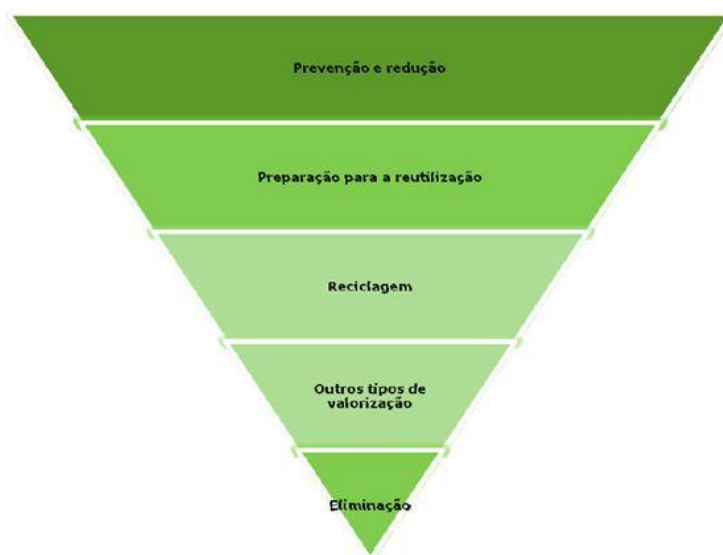 Prevenção e redução
Preparação para a reutilização
Reciclagem
Outros tipos de
valorização
Eliminação